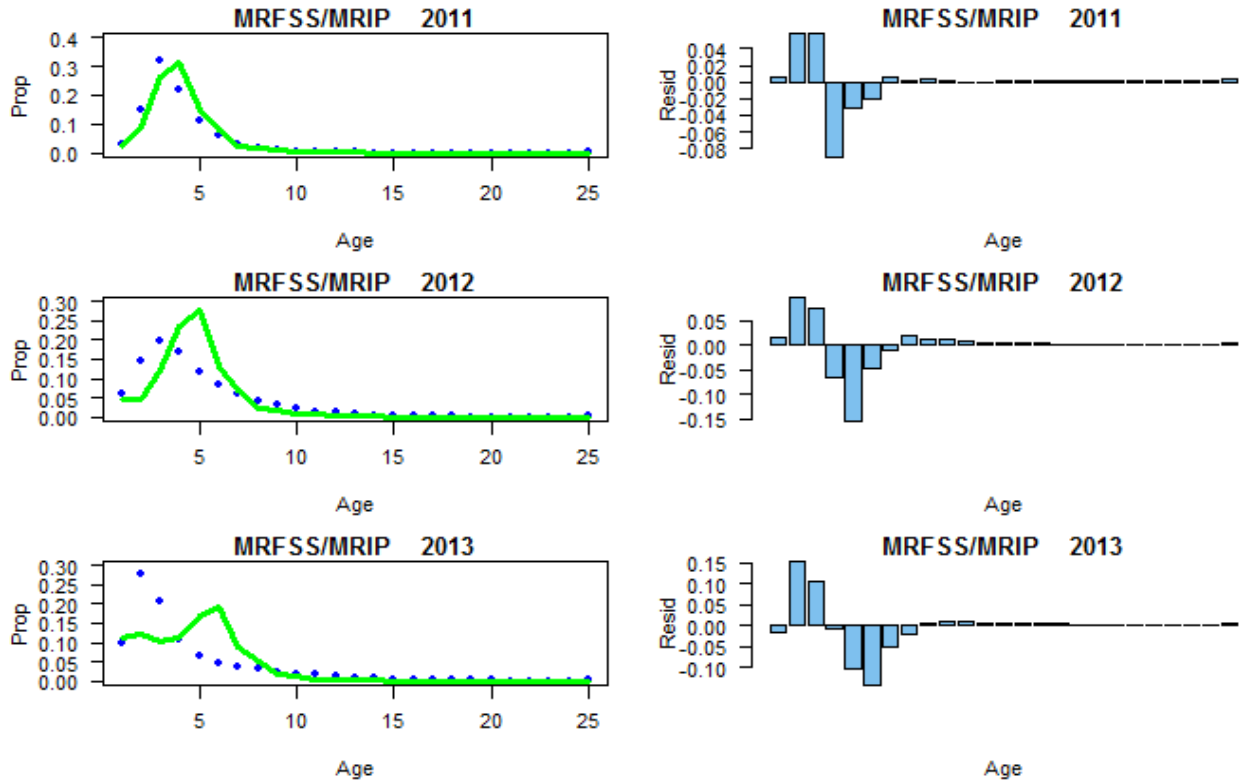 MRFSS/MRIP 2011
Prop
0.4
0.3
0.2
0.1
0.0
5 10 15 20 25
Age
MRFSS/MRIP 2011
Resid
0.04
0.02
0.00
-0.02
-0.04
-0.06
-0.08
Age
MRFSS/MRIP 2012
Prop
0.30
0.25
0.20
0.15
0.10
0.05
0.00
5 10 15 20 25
Age
MRFSS/MRIP 2012
Resid
0.05
0.00
-0.05
-0.10
-0.15
Age
MRFSS/MRIP 2013
Prop
0.30
0.25
0.20
0.15
0.10
0.05
0.00
5 10 15 20 25
Age
MRFSS/MRIP 2013
Resid
0.15
0.10
0.05
0.00
-0.05
-0.10
Age